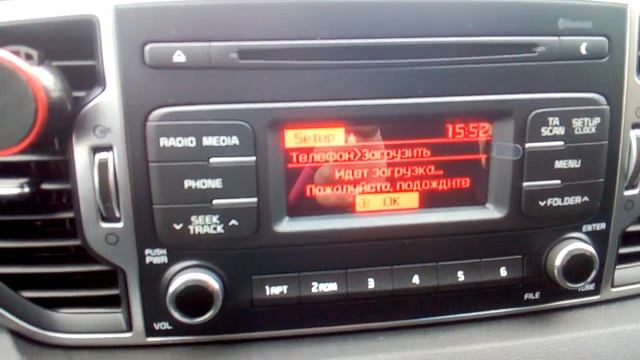 Bluetooth
RADIO MEDIA
Setup
15:52
TA
SCAN
SETUP
CLOCK
Телефон>Загрузить
Идет загрузка...
Пожалуйста, подождите
OK
PHONE
MENU
SEEK
TRACK
FOLDER
PUSH
PWR
ENTER
1RPT
2RDM
3
4
5
6
VOL
FILE
TUNE